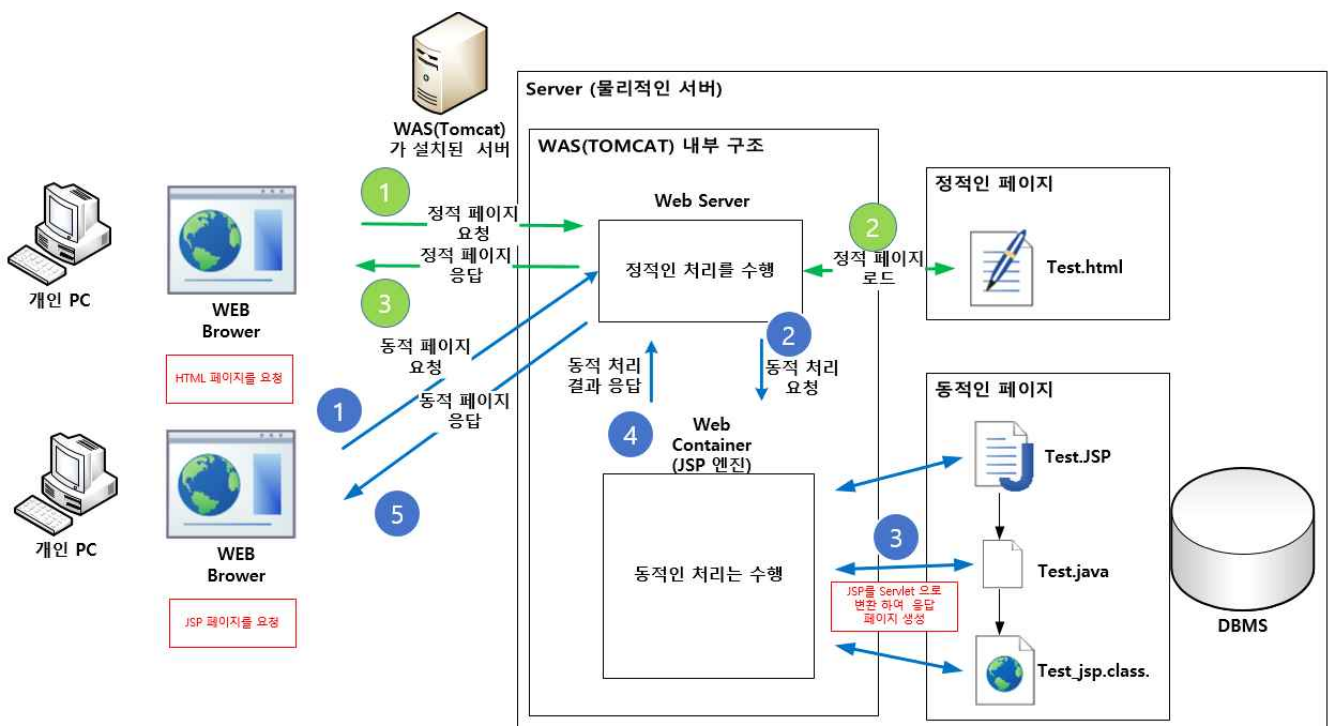 WAS(Tomcat)
가 설치된 서버
Server (물리적인 서버)
WAS(TOMCAT) 내부 구조
Web Server
정적인 처리를 수행
정적인 페이지
Test.html
1
정적 페이지
요청
정적 페이지
응답
2
정적 페이지
로드
3
개인 PC
WEB
Brower
HTML 페이지를 요청
동적 페이지
요청
동적 페이지
응답
1
5
동적 처리
결과 응답
4
2
동적 처리
요청
Web
Container
(JSP 엔진)
동적인 처리는 수행
개인 PC
WEB
Brower
JSP 페이지를 요청
동적인 페이지
Test.JSP
3
Test.java
JSP를 Servlet 으로
변환 하여 응답
페이지 생성
Test_jsp.class.
DBMS